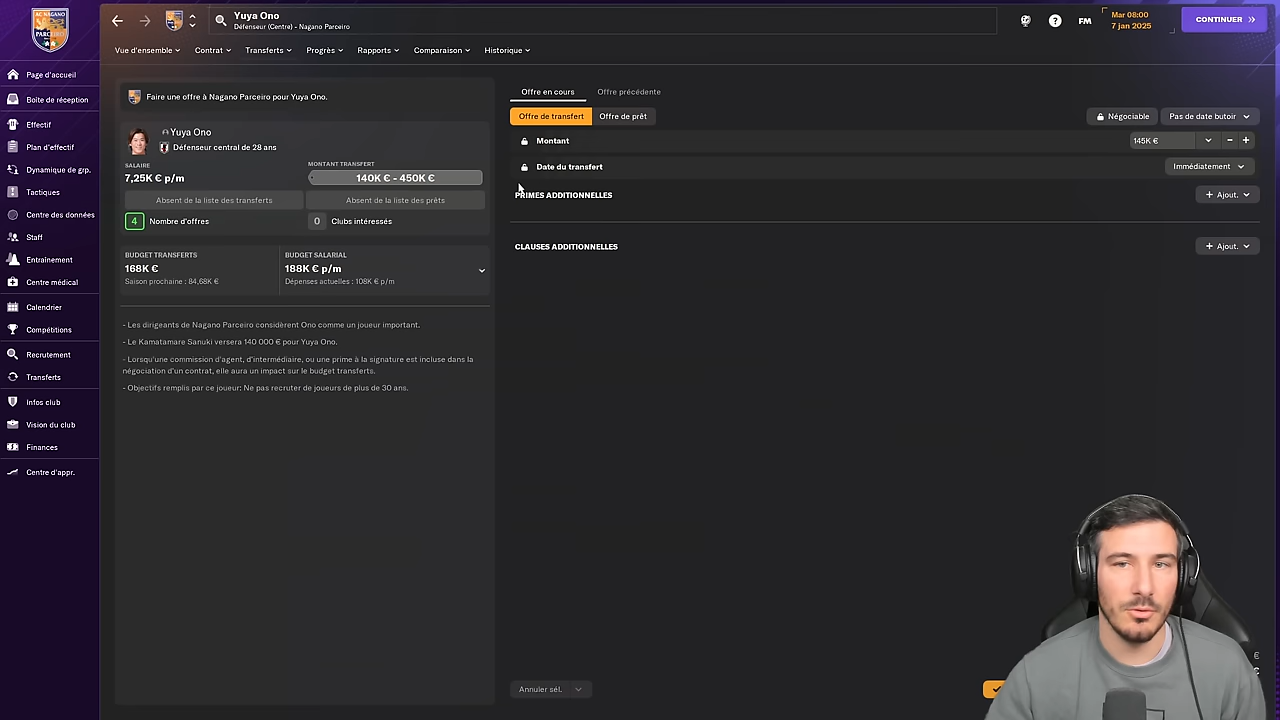 AC NAGANO
PARCEIRO
Yuya Ono
Défenseur (Centre) - Nagano Parceiro
FM
Mar 08:00
7 jan 2025
CONTINUER
Vue d'ensemble
Contrat
Transferts
Progrès
Rapports
Comparaison
Historique
Page d'accueil
Boîte de réception
Effectif
Plan d'effectif
Dynamique de grp.
Tactiques
Centre des données
Staff
Entraînement
Centre médical
Calendrier
Compétitions
Recrutement
Transferts
Infos club
Vision du club
Finances
Centre d'appr.
Faire une offre à Nagano Parceiro pour Yuya Ono.
Yuya Ono
Défenseur central de 28 ans
SALAIRE
7,25K € p/m
MONTANT TRANSFERT
140K € - 450K €
Absent de la liste des transferts
Absent de la liste des prêts
4 Nombre d'offres
0 Clubs intéressés
BUDGET TRANSFERTS
168K €
Saison prochaine : 84,68K €
BUDGET SALARIAL
188K € p/m
Dépenses actuelles : 108K € p/m
- Les dirigeants de Nagano Parceiro considèrent Ono comme un joueur important.
- Le Kamatamare Sanuki versera 140 000 € pour Yuya Ono.
- Lorsqu'une commission d'agent, d'intermédiaire, ou une prime à la signature est incluse dans la
négociation d'un contrat, elle aura un impact sur le budget transferts.
- Objectifs remplis par ce joueur: Ne pas recruter de joueurs de plus de 30 ans.
Offre en cours
Offre précédente
Offre de transfert
Offre de prêt
Négociable
Pas de date butoir
Montant
145K €
Date du transfert
Immédiatement
PRIMES ADDITIONNELLES
+ Ajout.
CLAUSES ADDITIONNELLES
+ Ajout.
Annuler sél.
€
€